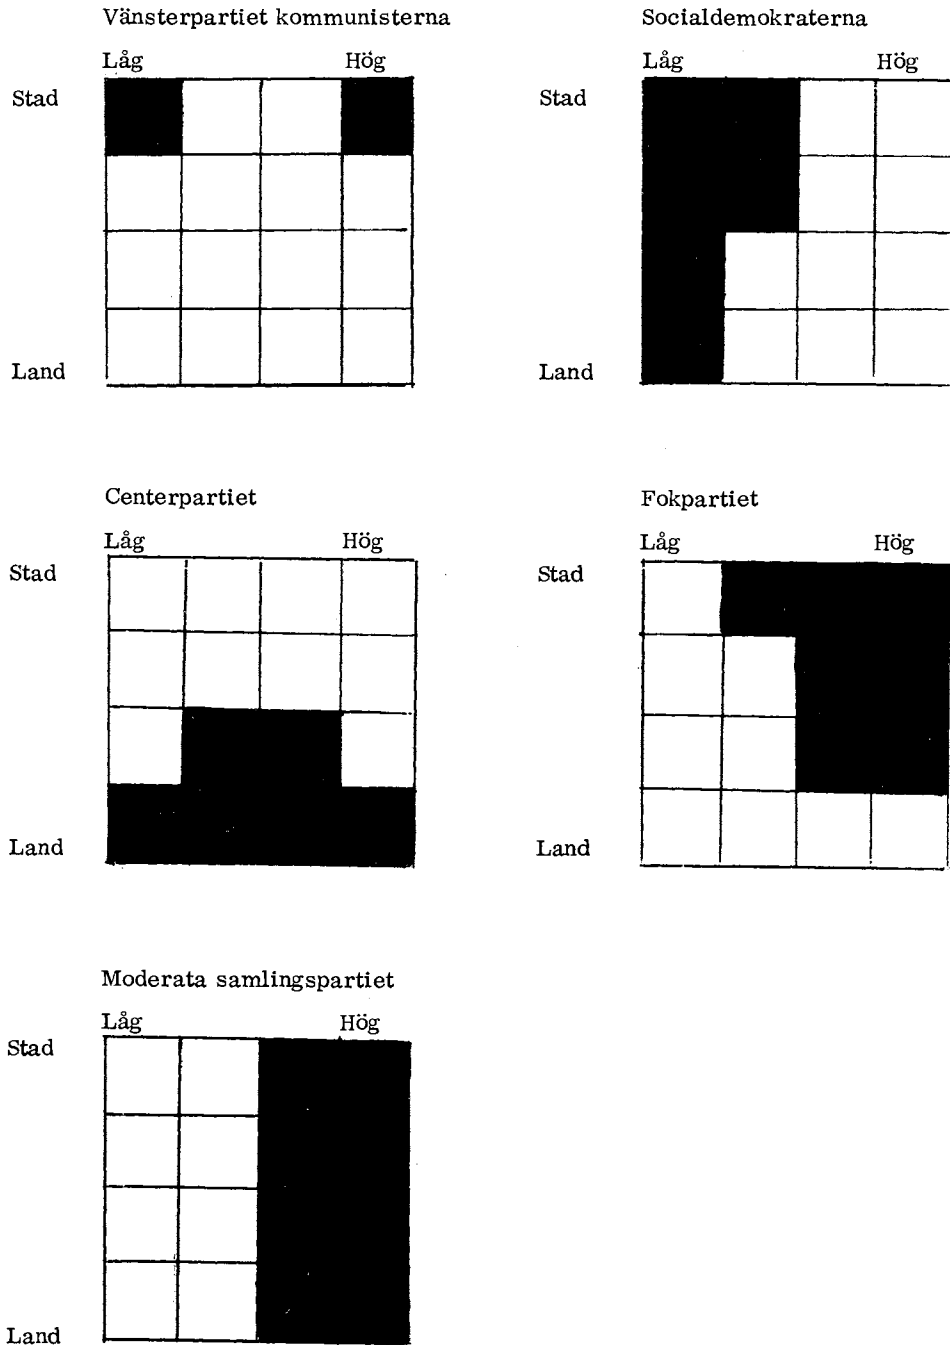 Vänsterpartiet kommunisterna
Låg Hög
Stad
Land
Socialdemokraterna
Låg Hög
Stad
Land
Centerpartiet
Låg Hög
Stad
Land
Fokpartiet
Låg Hög
Stad
Land
Moderata samlingspartiet
Låg Hög
Stad
Land